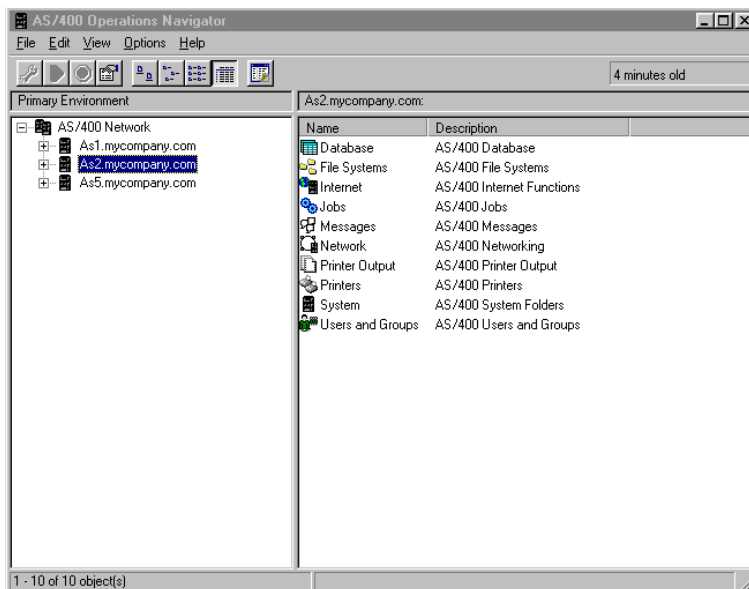 AS/400 Operations Navigator
File Edit View Options Help
4 minutes old
Primary Environment
As2.mycompany.com:
AS/400 Network
As1.mycompany.com
As2.mycompany.com
As5.mycompany.com
Name Description
Database AS/400 Database
File Systems AS/400 File Systems
Internet AS/400 Internet Functions
Jobs AS/400 Jobs
Messages AS/400 Messages
Network AS/400 Networking
Printer Output AS/400 Printer Output
Printers AS/400 Printers
System AS/400 System Folders
Users and Groups AS/400 Users and Groups
1 - 10 of 10 object(s)